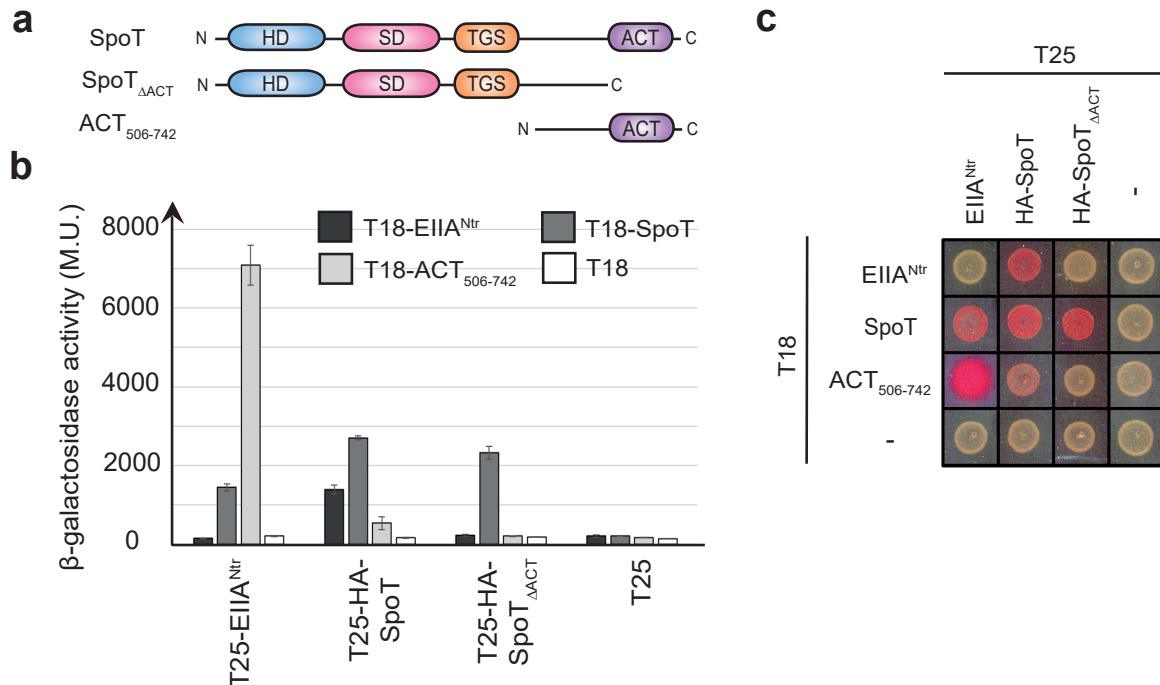 a
SpoT
N
HD
SD
TGS
ACT
C
SpoTΔACT
N
HD
SD
TGS
C
ACT506-742
N
ACT
C
b
β-galactosidase activity (M.U.)
8000
6000
4000
2000
0
T18-EIIANtr
T18-SpoT
T18-ACT506-742
T18
T25-EIIANtr
T25-HA-
SpoT
T25-HA-
SpoTΔACT
T25
c
T25
EIIANtr
HA-SpoT
HA-SpoTΔACT
-
T18
EIIANtr
SpoT
ACT506-742
-